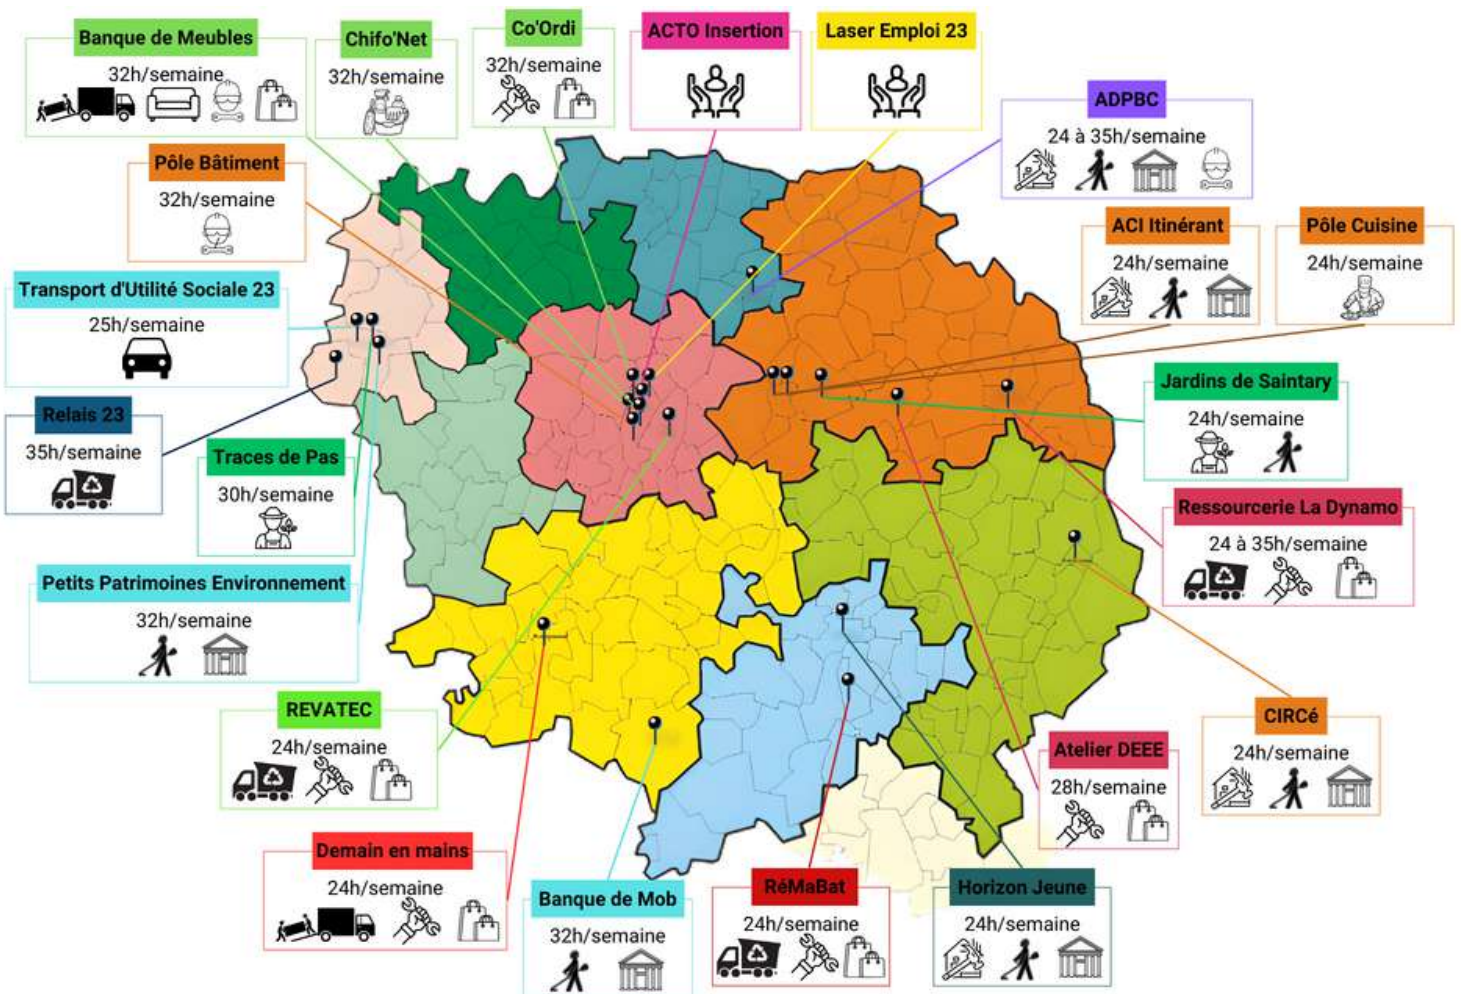 Banque de Meubles
32h/semaine
Chifo'Net
32h/semaine
Co'Ordi
32h/semaine
ACTO Insertion
Laser Emploi 23
ADPBC
24 à 35h/semaine
Pôle Bâtiment
32h/semaine
ACI Itinérant
24h/semaine
Pôle Cuisine
24h/semaine
Transport d'Utilité Sociale 23
25h/semaine
Jardins de Saintary
24h/semaine
Relais 23
35h/semaine
Traces de Pas
30h/semaine
Ressourcerie La Dynamo
24 à 35h/semaine
Petits Patrimoines Environnement
32h/semaine
REVATEC
24h/semaine
CIRCé
24h/semaine
Atelier DEEE
28h/semaine
Demain en mains
24h/semaine
Banque de Mob
32h/semaine
RéMaBat
24h/semaine
Horizon Jeune
24h/semaine